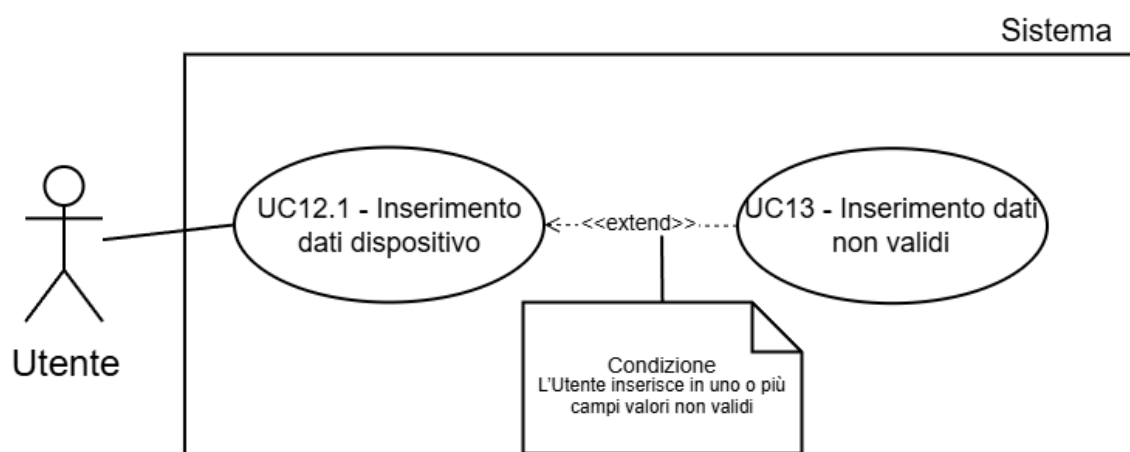 Sistema
UC12.1 - Inserimento
dati dispositivo
<<extend>>
UC13 - Inserimento dati
non validi
Utente
Condizione
L'Utente inserisce in uno o più
campi valori non validi